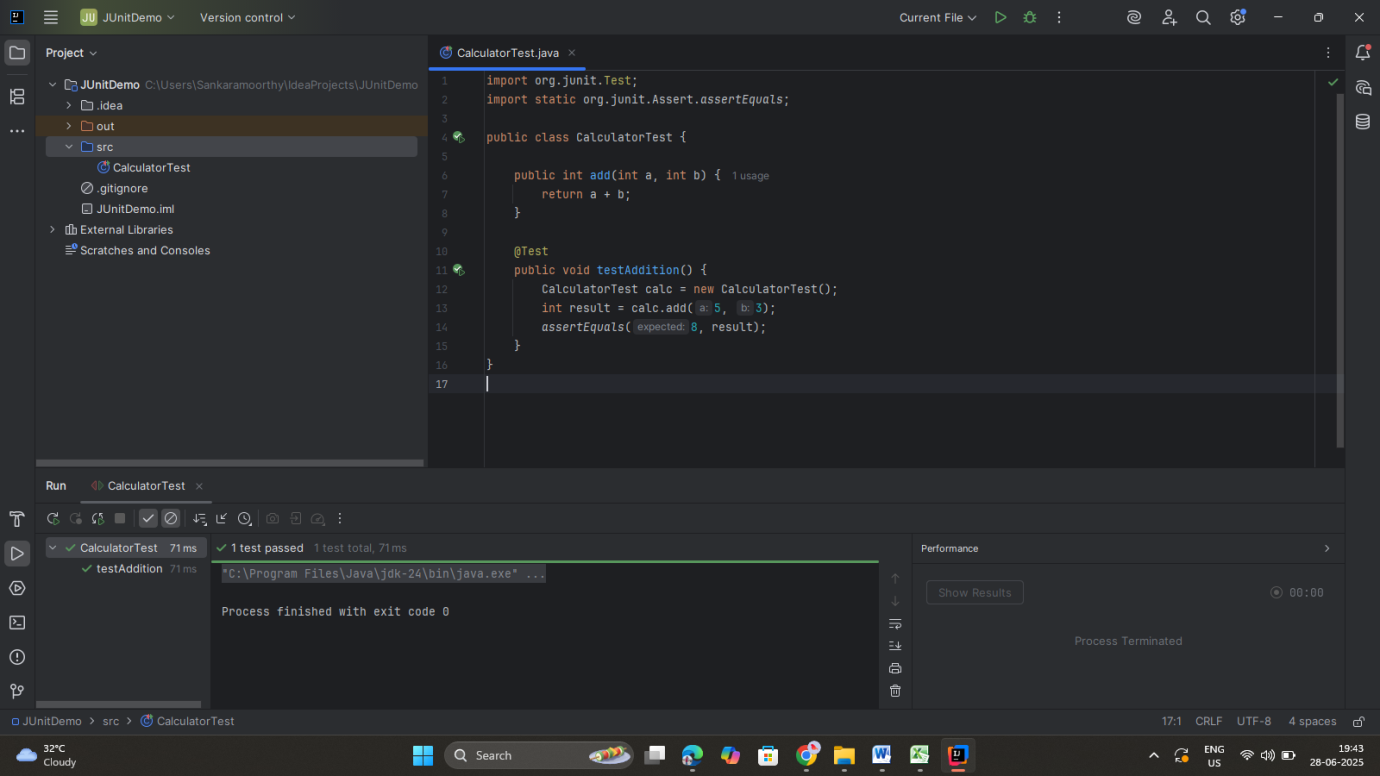 JU JUnitDemo Version control Current File
Project
CalculatorTest.java
JUnitDemo C:\Users\Sankaramoorthy\IdeaProjects\JUnitDemo
.idea
out
src
CalculatorTest
.gitignore
JUnitDemo.iml
External Libraries
Scratches and Consoles
1 import org.junit.Test;
2 import static org.junit.Assert.assertEquals;
3
4 public class CalculatorTest {
5
6 public int add(int a, int b) { 1 usage
7 return a + b;
8 }
9
10 @Test
11 public void testAddition() {
12 CalculatorTest calc = new CalculatorTest();
13 int result = calc.add( a: 5, b: 3);
14 assertEquals( expected: 8, result);
15 }
16 }
17
Run CalculatorTest
CalculatorTest 71 ms
testAddition 71 ms
1 test passed 1 test total, 71 ms
"C:\Program Files\Java\jdk-24\bin\java.exe" ...
Process finished with exit code 0
Performance
Show Results 00:00
Process Terminated
JUnitDemo > src > CalculatorTest 17:1 CRLF UTF-8 4 spaces
32°C
Cloudy
Search
ENG
US
19:43
28-06-2025